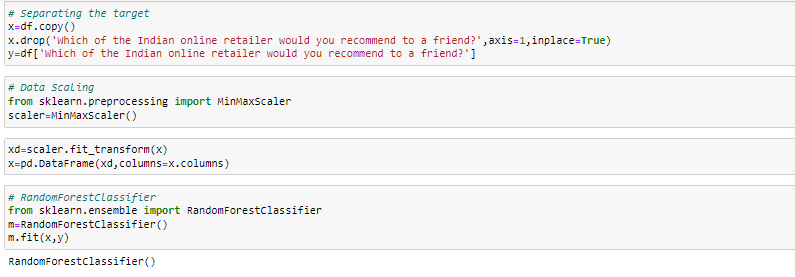 # Separating the target
x=df.copy()
x.drop('Which of the Indian online retailer would you recommend to a friend?',axis=1,inplace=True)
y=df['Which of the Indian online retailer would you recommend to a friend?']
# Data Scaling
from sklearn.preprocessing import MinMaxScaler
scaler=MinMaxScaler()
xd=scaler.fit_transform(x)
x=pd.DataFrame(xd,columns=x.columns)
# RandomForestClassifier
from sklearn.ensemble import RandomForestClassifier
m=RandomForestClassifier()
m.fit(x,y)
RandomForestClassifier()